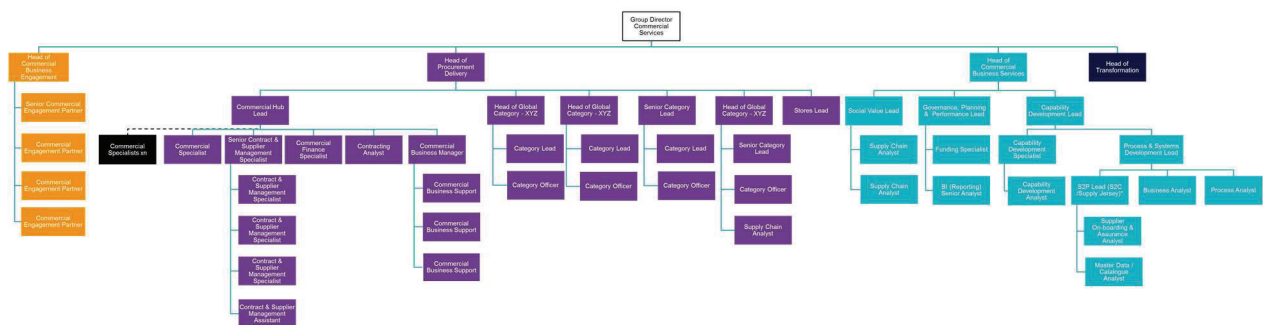 Group Director
Commercial
Services
Head of
Commercial
Business
Engagement
Head of
Procurement
Delivery
Head of
Commercial
Business Services
Head of
Transformation
Senior Commercial
Engagement Partner
Commercial
Engagement Partner
Commercial
Engagement Partner
Commercial
Engagement Partner
Commercial Hub
Lead
Head of Global
Category - XYZ
Head of Global
Category - XYZ
Senior Category
Lead
Head of Global
Category - XYZ
Stores Lead
Social Value Lead
Governance, Planning
& Performance Lead
Capability
Development Lead
Commercial
Specialists xn
Commercial
Specialist
Senior Contract &
Supplier
Management
Specialist
Commercial
Finance
Specialist
Contracting
Analyst
Commercial
Business Manager
Category Lead
Category Lead
Category Lead
Senior Category
Lead
Supply Chain
Analyst
Funding Specialist
Capability
Development
Specialist
Process & Systems
Development Lead
Contract &
Supplier
Management
Specialist
Contract &
Supplier
Management
Specialist
Contract &
Supplier
Management
Specialist
Contract & Supplier
Management
Assistant
Commercial
Business Support
Commercial
Business Support
Commercial
Business Support
Category Officer
Category Officer
Category Officer
Category Officer
Supply Chain
Analyst
Supply Chain
Analyst
BI (Reporting)
Senior Analyst
Capability
Development
Analyst
S2P Lead (S2C
/Supply Jersey)*
Business Analyst
Process Analyst
Supplier
On-boarding &
Assurance
Analyst
Master Data /
Catalogue
Analyst